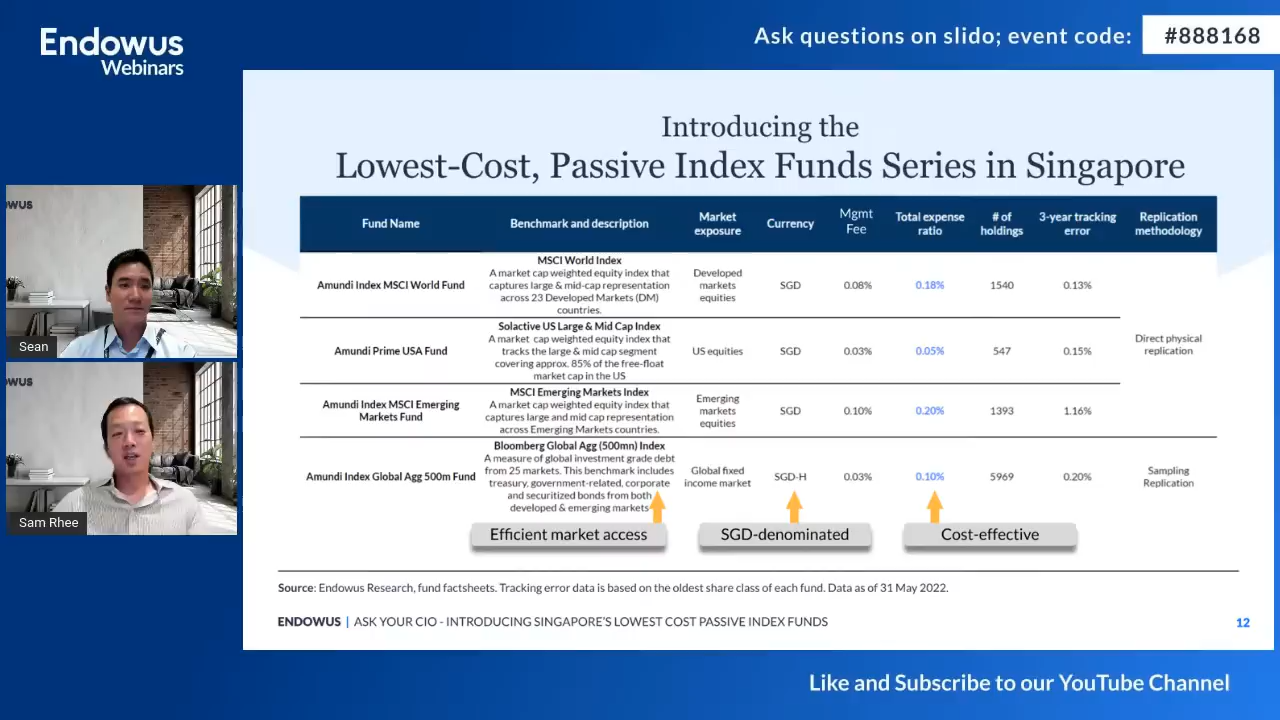 Endowus
Webinars
Ask questions on slido; event code:
#888168
Introducing the
Lowest-Cost, Passive Index Funds Series in Singapore
Fund Name
Benchmark and description
Market
exposure
Currency
Mgmt
Fee
Total expense
ratio
# of
holdings
3-year tracking
error
Replication
methodology
Amundi Index MSCI World Fund
MSCI World Index
A market cap weighted equity index that
captures large & mid-cap representation
across 23 Developed Markets (DM)
countries.
Developed
markets
equities
SGD
0.08%
0.18%
1540
0.13%
Direct physical
replication
Amundi Prime USA Fund
Solactive US Large & Mid Cap Index
A market cap weighted equity index that
tracks the large & mid cap segment
covering approx. 85% of the free-float
market cap in the US
US equities
SGD
0.03%
0.05%
547
0.15%
Amundi Index MSCI Emerging
Markets Fund
MSCI Emerging Markets Index
A market cap weighted equity index that
captures large and mid cap representation
across Emerging Markets countries.
Emerging
markets
equities
SGD
0.10%
0.20%
1393
1.16%
Amundi Index Global Agg 500m Fund
Bloomberg Global Agg (500mn) Index
A measure of global investment grade debt
from 25 markets. This benchmark includes
treasury, government-related, corporate
and securitized bonds from both
developed & emerging markets
Global fixed
income market
SGD-H
0.03%
0.10%
5969
0.20%
Sampling
Replication
Efficient market access
SGD-denominated
Cost-effective
Source: Endowus Research, fund factsheets. Tracking error data is based on the oldest share class of each fund. Data as of 31 May 2022.
ENDOWUS | ASK YOUR CIO - INTRODUCING SINGAPORE'S LOWEST COST PASSIVE INDEX FUNDS
12
owus
Sean
owus
Sam Rhee
Like and Subscribe to our YouTube Channel